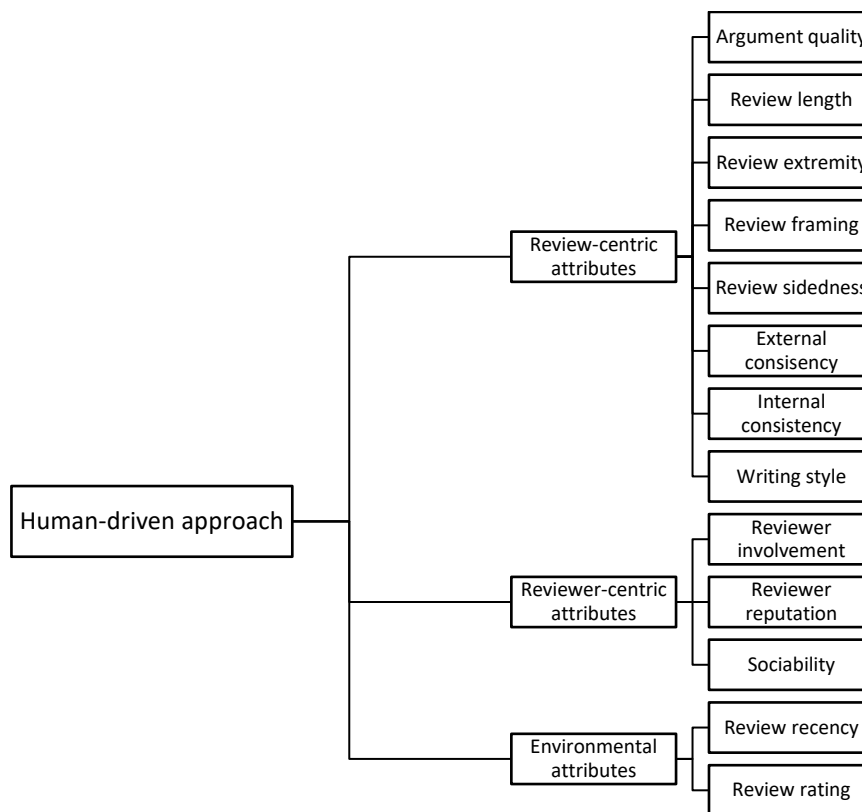 Argument quality
Review length
Review extremity
Review framing
Review-centric
attributes
Review sidedness
External
consisency
Internal
consistency
Writing style
Human-driven approach
Reviewer
involvement
Reviewer-centric
attributes
Reviewer
reputation
Sociability
Review recency
Environmental
attributes
Review rating